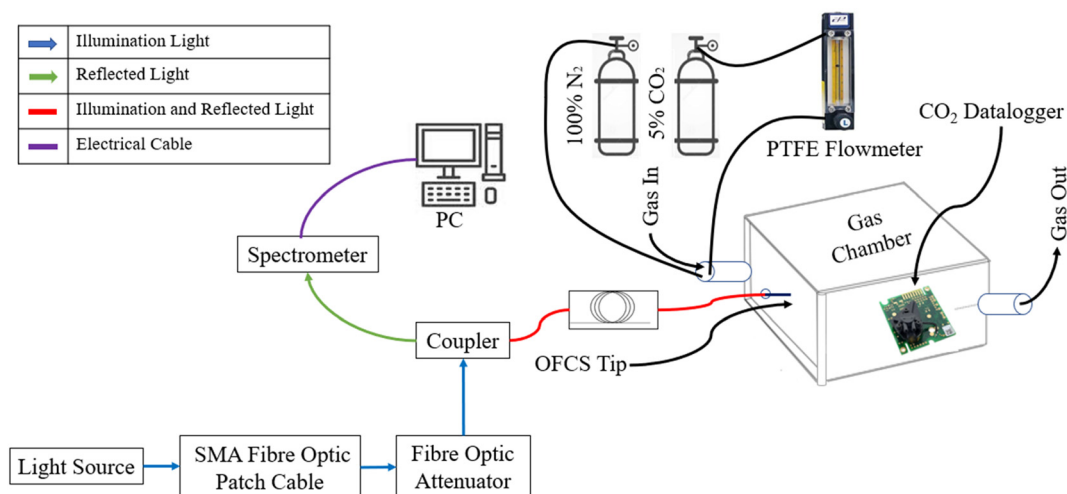 Illumination Light
Reflected Light
Illumination and Reflected Light
Electrical Cable
100% N₂
5% CO₂
PTFE Flowmeter
CO₂ Datalogger
PC
Gas In
Gas Out
Gas
Chamber
Spectrometer
Coupler
OFCS Tip
Light Source
SMA Fibre Optic
Patch Cable
Fibre Optic
Attenuator